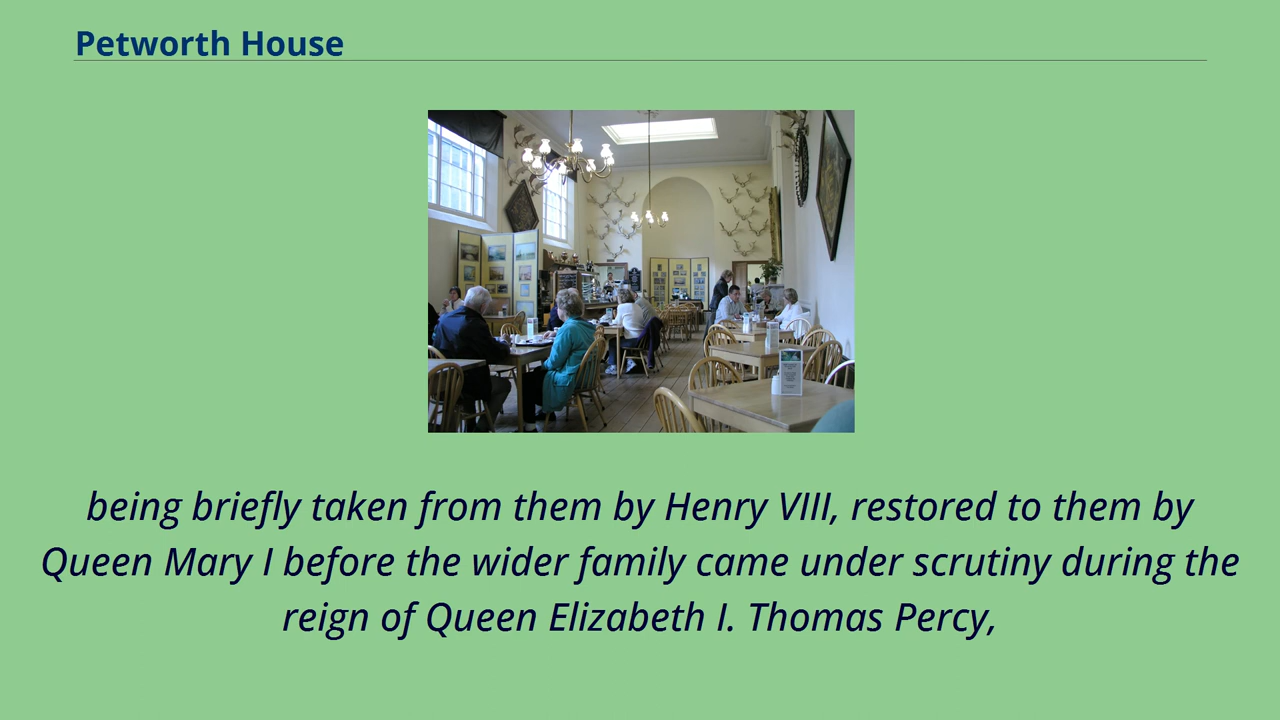 Petworth House
being briefly taken from them by Henry VIII, restored to them by
Queen Mary I before the wider family came under scrutiny during the
reign of Queen Elizabeth I. Thomas Percy,